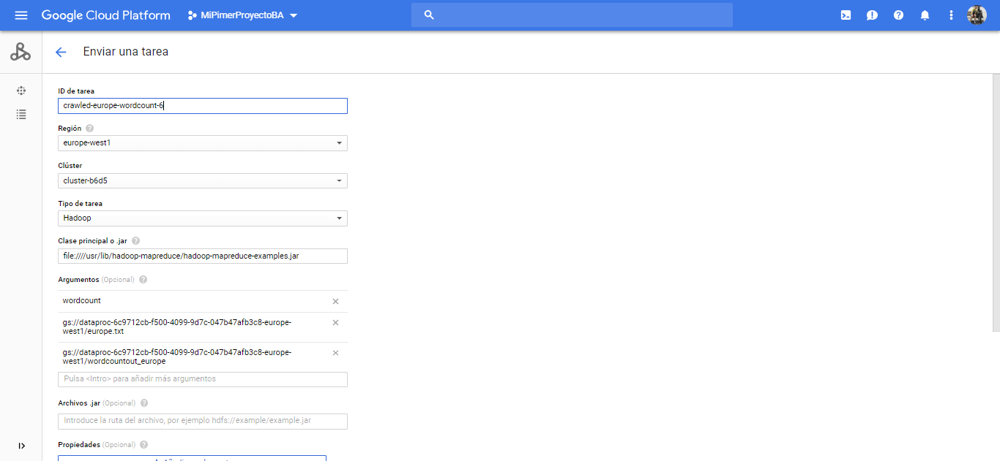 Google Cloud Platform
MiPimerProyectoBA
Enviar una tarea
ID de tarea
crawled-europe-wordcount-6
Región
europe-west1
Clúster
cluster-b6d5
Tipo de tarea
Hadoop
Clase principal o .jar
file:////usr/lib/hadoop-mapreduce/hadoop-mapreduce-examples.jar
Argumentos (Opcional)
wordcount
gs://dataproc-6c9712cb-f500-4099-9d7c-047b47afb3c8-europe-
west1/europe.txt
gs://dataproc-6c9712cb-f500-4099-9d7c-047b47afb3c8-europe-
west1/wordcountout_europe
Pulsa <Intro> para añadir más argumentos
Archivos .jar (Opcional)
Introduce la ruta del archivo, por ejemplo hdfs://example/example.jar
Propiedades (Opcional)